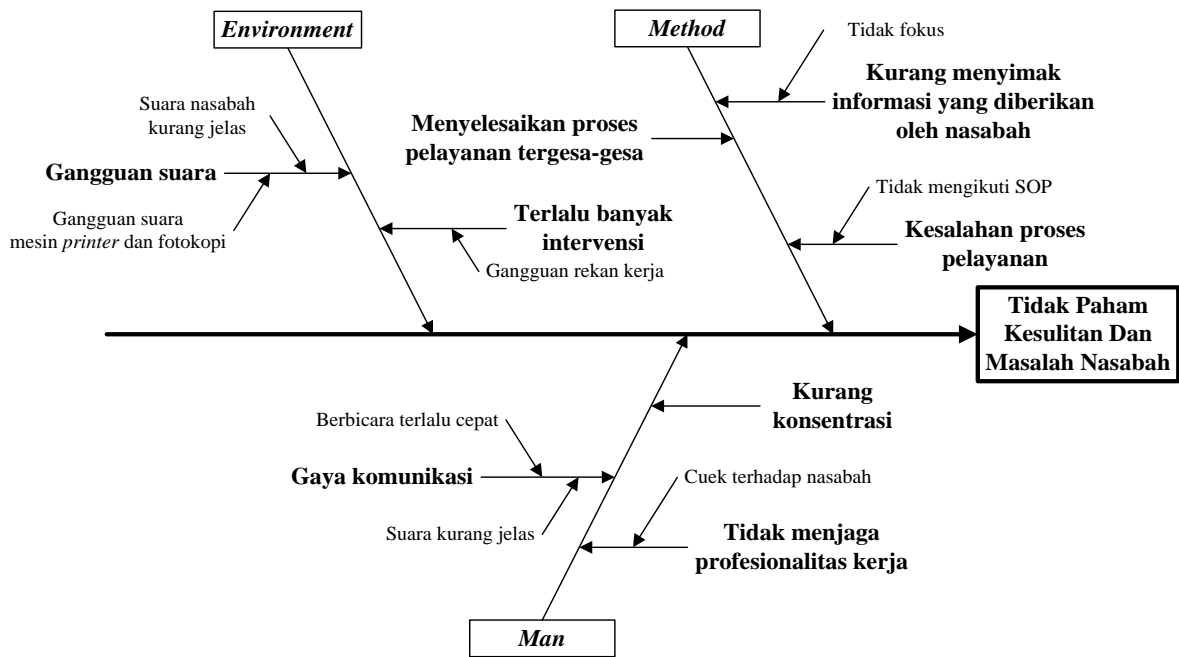 Environment
Method
Tidak fokus
Kurang menyimak
informasi yang diberikan
oleh nasabah
Suara nasabah
kurang jelas
Menyelesaikan proses
pelayanan tergesa-gesa
Gangguan suara
Tidak mengikuti SOP
Gangguan suara
mesin printer dan fotokopi
Terlalu banyak
intervensi
Kesalahan proses
pelayanan
Gangguan rekan kerja
Tidak Paham
Kesulitan Dan
Masalah Nasabah
Kurang
konsentrasi
Berbicara terlalu cepat
Gaya komunikasi
Cuek terhadap nasabah
Suara kurang jelas
Tidak menjaga
profesionalitas kerja
Man